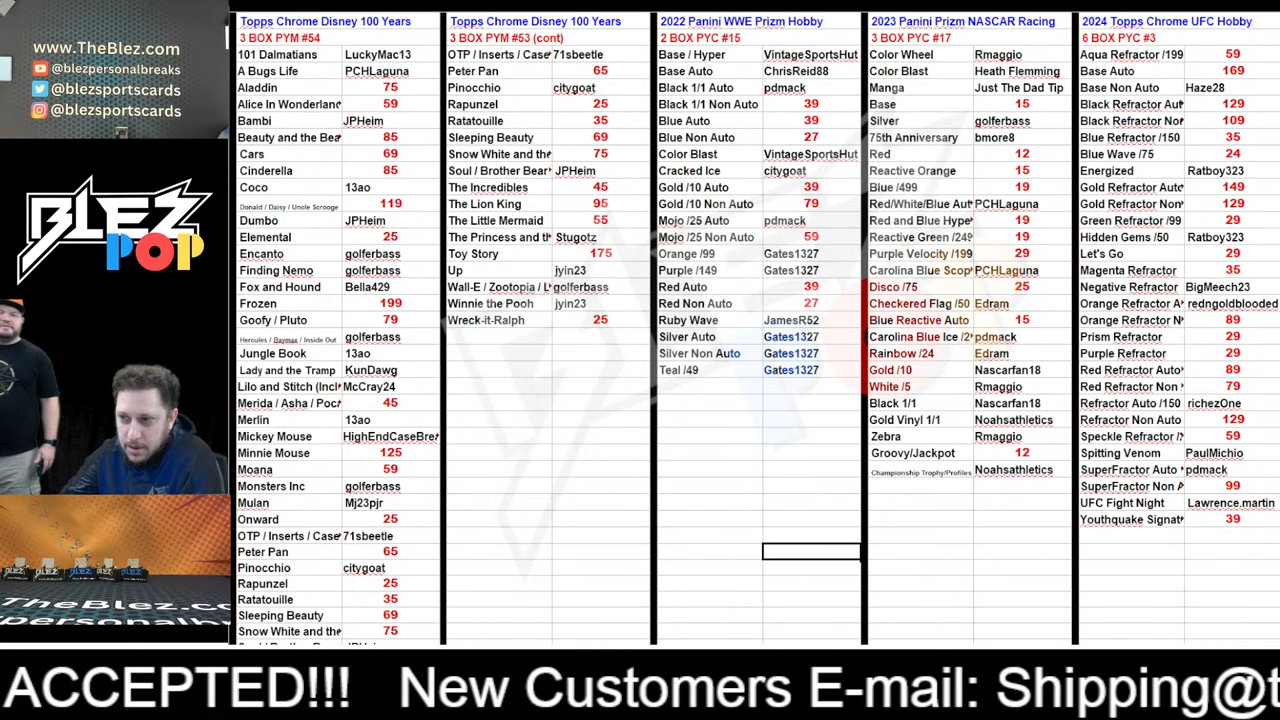 www.TheBlez.com
@blezpersonalbreaks
@blezsportscards
BLEZ
POP
TheBlez.co
personalbr
Topps Chrome Disney 100 Years
3 BOX PYM #54
101 Dalmatians LuckyMac13
A Bugs Life PCHLaguna
Aladdin 75
Alice In Wonderlan 59
Bambi JPHeim
Beauty and the Bea 85
Cars 69
Cinderella 85
Coco 13ao
Donald / Daisy / Uncle Scrooge 119
Dumbo JPHeim
Elemental 25
Encanto golferbass
Finding Nemo golferbass
Fox and Hound Bella429
Frozen 199
Goofy / Pluto 79
Hercules / Baymax / Inside Out golferbass
Jungle Book 13ao
Lady and the Tramp KunDawg
Lilo and Stitch (Incl McCray24
Merida / Asha / Poc 45
Merlin 13ao
Mickey Mouse HighEndCaseBre
Minnie Mouse 125
Moana 59
Monsters Inc golferbass
Mulan Mj23pjr
Onward 25
OTP / Inserts / Case 71sbeetle
Peter Pan 65
Pinocchio citygoat
Rapunzel 25
Ratatouille 35
Sleeping Beauty 69
Snow White and the 75
Topps Chrome Disney 100 Years
3 BOX PYM #53 (cont)
OTP / Inserts / Case 71sbeetle
Peter Pan 65
Pinocchio citygoat
Rapunzel 25
Ratatouille 35
Sleeping Beauty 69
Snow White and th 75
Soul / Brother Bear JPHeim
The Incredibles 45
The Lion King 95
The Little Mermaid 55
The Princess and th Stugotz
Toy Story 175
Up jyin23
Wall-E / Zootopia / L golferbass
Winnie the Pooh jyin23
Wreck-it-Ralph 25
2022 Panini WWE Prizm Hobby
2 BOX PYC #15
Base / Hyper VintageSportsHut
Base Auto ChrisReid88
Black 1/1 Auto pdmack
Black 1/1 Non Auto 39
Blue Auto 39
Blue Non Auto 27
Color Blast VintageSportsHut
Cracked Ice citygoat
Gold /10 Auto 39
Gold /10 Non Auto 79
Mojo /25 Auto pdmack
Mojo /25 Non Auto 59
Orange /99 Gates1327
Purple /149 Gates1327
Red Auto 39
Red Non Auto 27
Ruby Wave JamesR52
Silver Auto Gates1327
Silver Non Auto Gates1327
Teal /49 Gates1327
2023 Panini Prizm NASCAR Racing
3 BOX PYC #17
Color Wheel Rmaggio
Color Blast Heath Flemming
Manga Just The Dad Tip
Base 15
Silver golferbass
75th Anniversary bmore8
Red 12
Reactive Orange 15
Blue /499 19
Red/White/Blue Aut PCHLaguna
Red and Blue Hype 19
Reactive Green /249 19
Purple Velocity /199 29
Carolina Blue Scop PCHLaguna
Disco /75 25
Checkered Flag /50 Edram
Blue Reactive Auto 15
Carolina Blue Ice /2 pdmack
Rainbow /24 Edram
Gold /10 Nascarfan18
White /5 Rmaggio
Black 1/1 Nascarfan18
Gold Vinyl 1/1 Noahsathletics
Zebra Rmaggio
Groovy/Jackpot 12
Championship Trophy/Profiles Noahsathletics
2024 Topps Chrome UFC Hobby
6 BOX PYC #3
Aqua Refractor /199 59
Base Auto 169
Base Non Auto Haze28
Black Refractor Aut 129
Black Refractor No 109
Blue Refractor /150 35
Blue Wave /75 24
Energized Ratboy323
Gold Refractor Auto 149
Gold Refractor Non 129
Green Refractor /99 29
Hidden Gems /50 Ratboy323
Let's Go 29
Magenta Refractor 35
Negative Refractor BigMeech23
Orange Refractor A redngoldblooded
Orange Refractor N 89
Prism Refractor 29
Purple Refractor 29
Red Refractor Auto 89
Red Refractor Non 79
Refractor Auto /150 richezOne
Refractor Non Auto 129
Speckle Refractor /2 59
Spitting Venom PaulMichio
SuperFractor Auto pdmack
SuperFractor Non A 99
UFC Fight Night Lawrence.martin
Youthquake Signat 39
ACCEPTED!!! New Customers E-mail: Shipping@t